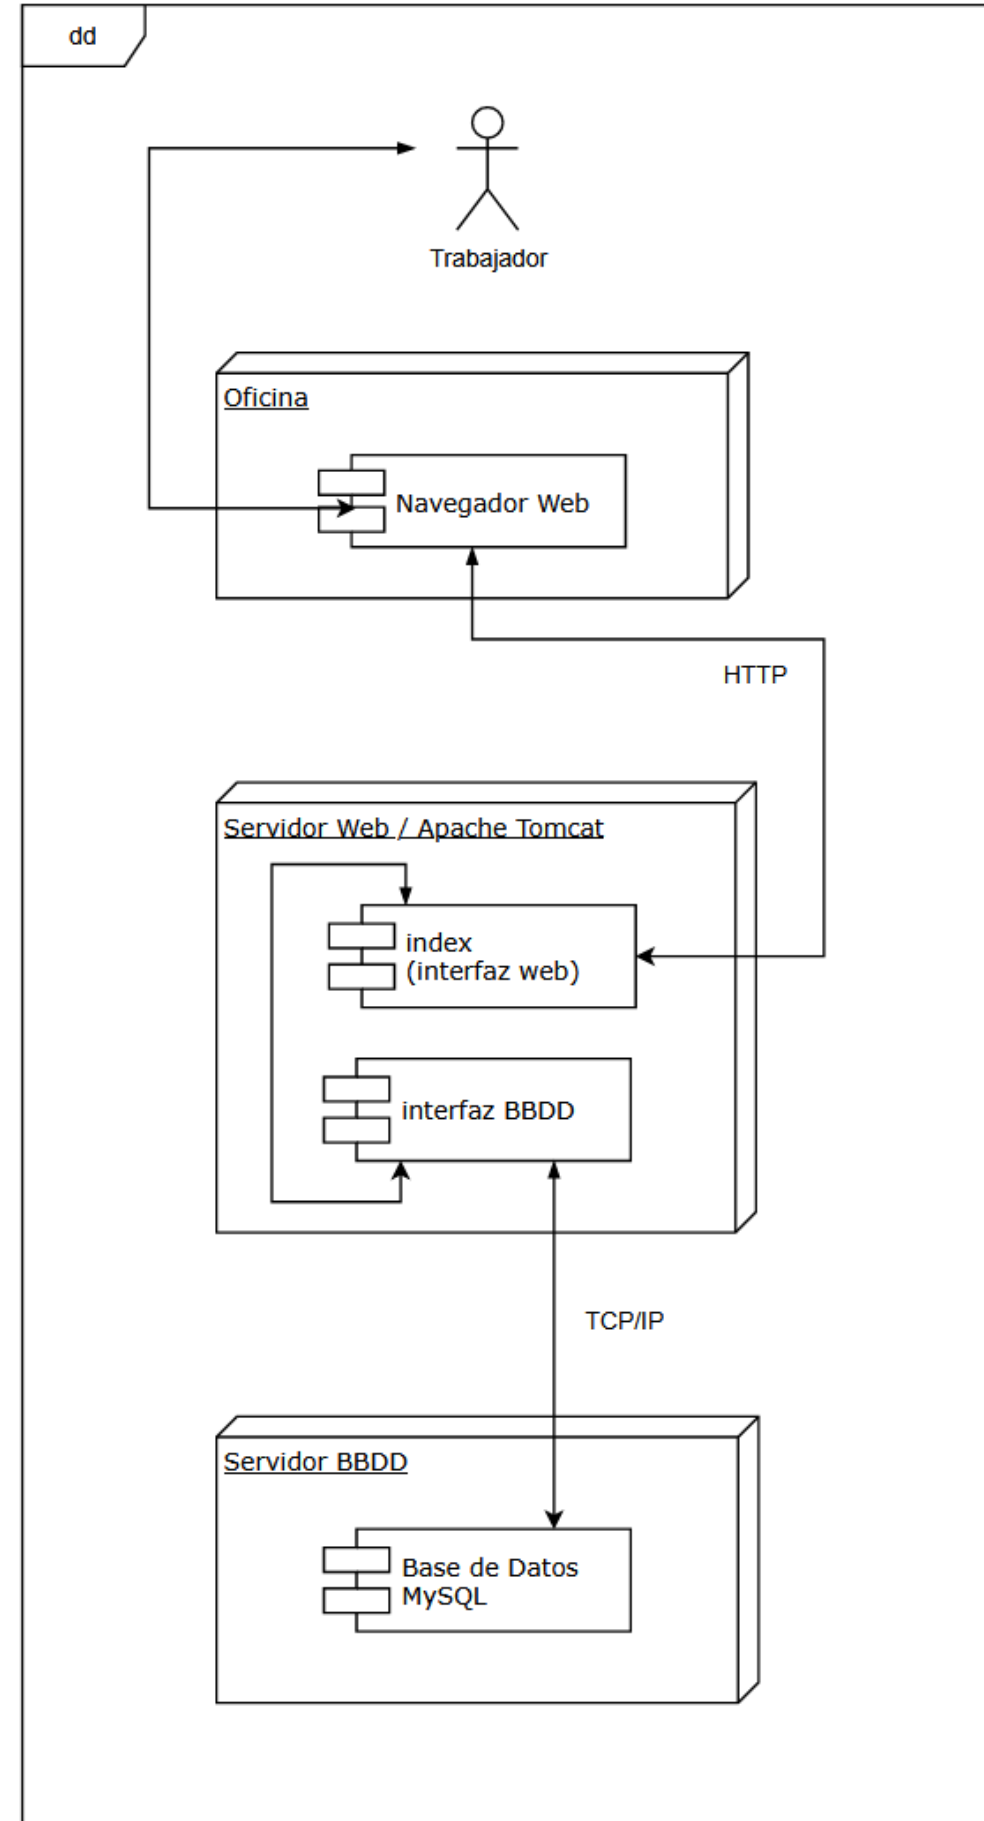 dd
Trabajador
Oficina
Navegador Web
HTTP
Servidor Web / Apache Tomcat
index
(interfaz web)
interfaz BBDD
TCP/IP
Servidor BBDD
Base de Datos
MySQL